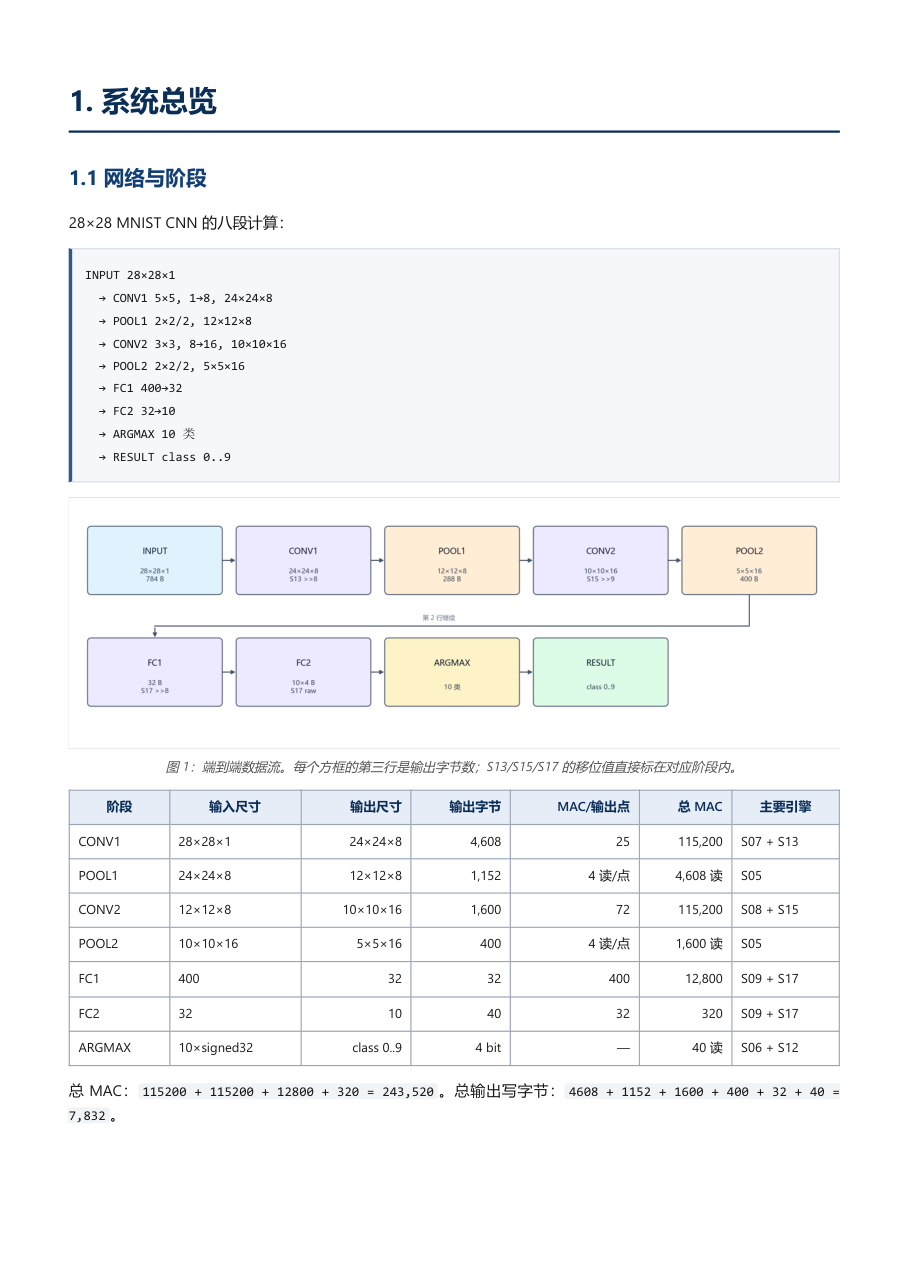 1. 系统总览
1.1 网络与阶段
28×28 MNIST CNN 的八段计算：
INPUT 28×28×1
→ CONV1 5×5, 1→8, 24×24×8
→ POOL1 2×2/2, 12×12×8
→ CONV2 3×3, 8→16, 10×10×16
→ POOL2 2×2/2, 5×5×16
→ FC1 400→32
→ FC2 32→10
→ ARGMAX 10 类
→ RESULT class 0..9
INPUT
28×28×1
784 B
CONV1
24×24×8
S13 >>8
POOL1
12×12×8
288 B
CONV2
10×10×16
S15 >>9
POOL2
5×5×16
400 B
第 2 行继续
FC1
32 B
S17 >>8
FC2
10×4 B
S17 raw
ARGMAX
10 类
RESULT
class 0..9
图 1：端到端数据流。每个方框的第三行是输出字节数；S13/S15/S17 的移位值直接标在对应阶段内。
阶段 输入尺寸 输出尺寸 输出字节 MAC/输出点 总 MAC 主要引擎
CONV1 28×28×1 24×24×8 4,608 25 115,200 S07 + S13
POOL1 24×24×8 12×12×8 1,152 4 读/点 4,608 读 S05
CONV2 12×12×8 10×10×16 1,600 72 115,200 S08 + S15
POOL2 10×10×16 5×5×16 400 4 读/点 1,600 读 S05
FC1 400 32 32 400 12,800 S09 + S17
FC2 32 10 40 32 320 S09 + S17
ARGMAX 10×signed32 class 0..9 4 bit — 40 读 S06 + S12
总 MAC： 115200 + 115200 + 12800 + 320 = 243,520 。总输出写字节： 4608 + 1152 + 1600 + 400 + 32 + 40 =
7,832 。